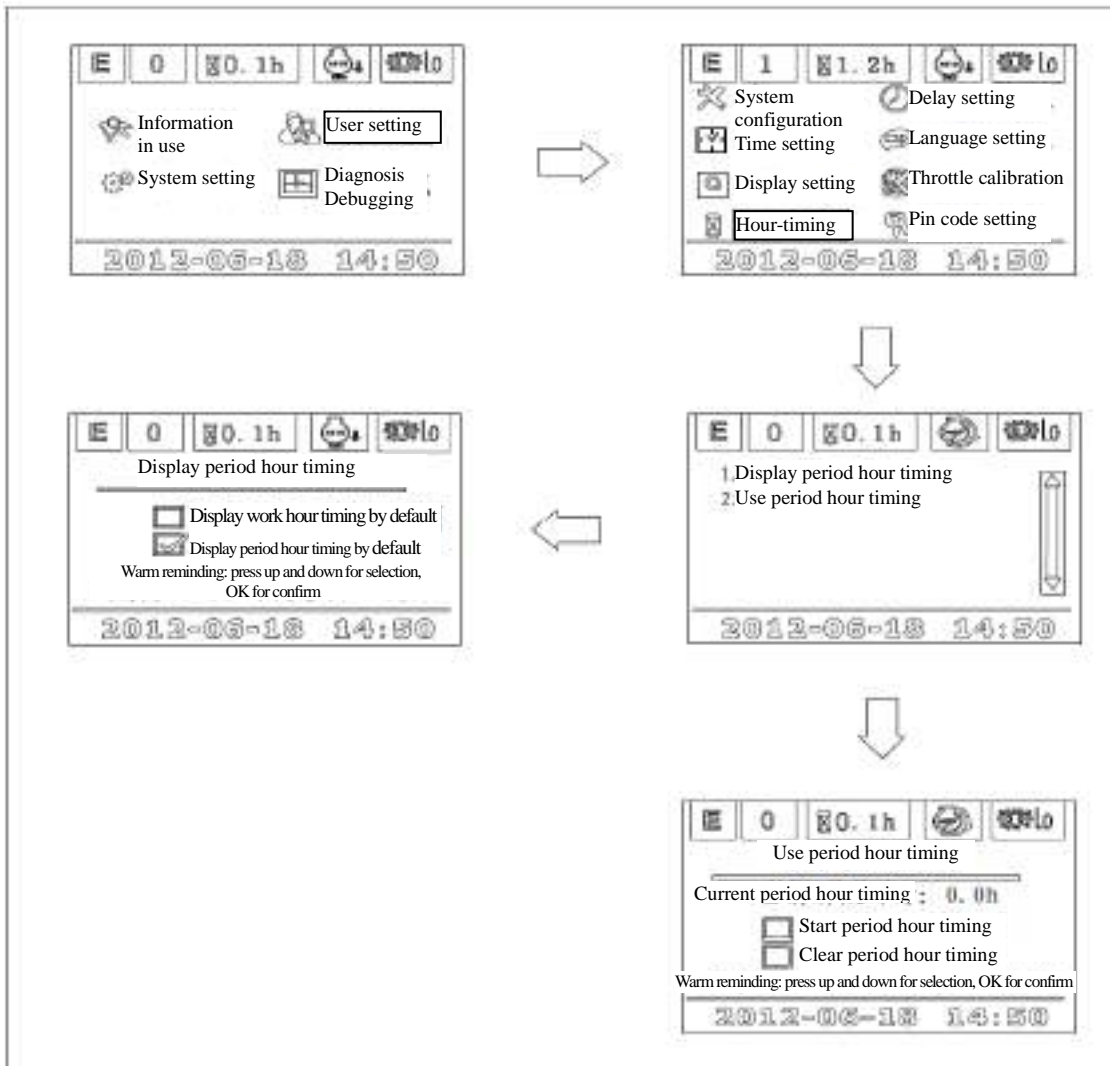 E 0 0.1h Lo
Information
in use
User setting
System setting
Diagnosis
Debugging
2012-06-18 14:50
E 1 1.2h Lo
System
configuration
Delay setting
Time setting
Language setting
Display setting
Throttle calibration
Hour-timing
Pin code setting
2012-06-18 14:50
E 0 0.1h Lo
Display period hour timing
Display work hour timing by default
Display period hour timing by default
Warm reminding: press up and down for selection,
OK for confirm
2012-06-18 14:50
E 0 0.1h Lo
1.Display period hour timing
2.Use period hour timing
2012-06-18 14:50
E 0 0.1h Lo
Use period hour timing
Current period hour timing : 0.0h
Start period hour timing
Clear period hour timing
Warm reminding: press up and down for selection, OK for confirm
2012-06-18 14:50